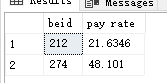 Results Messages
beid pay rate
1 212 21.6346
2 274 48.101